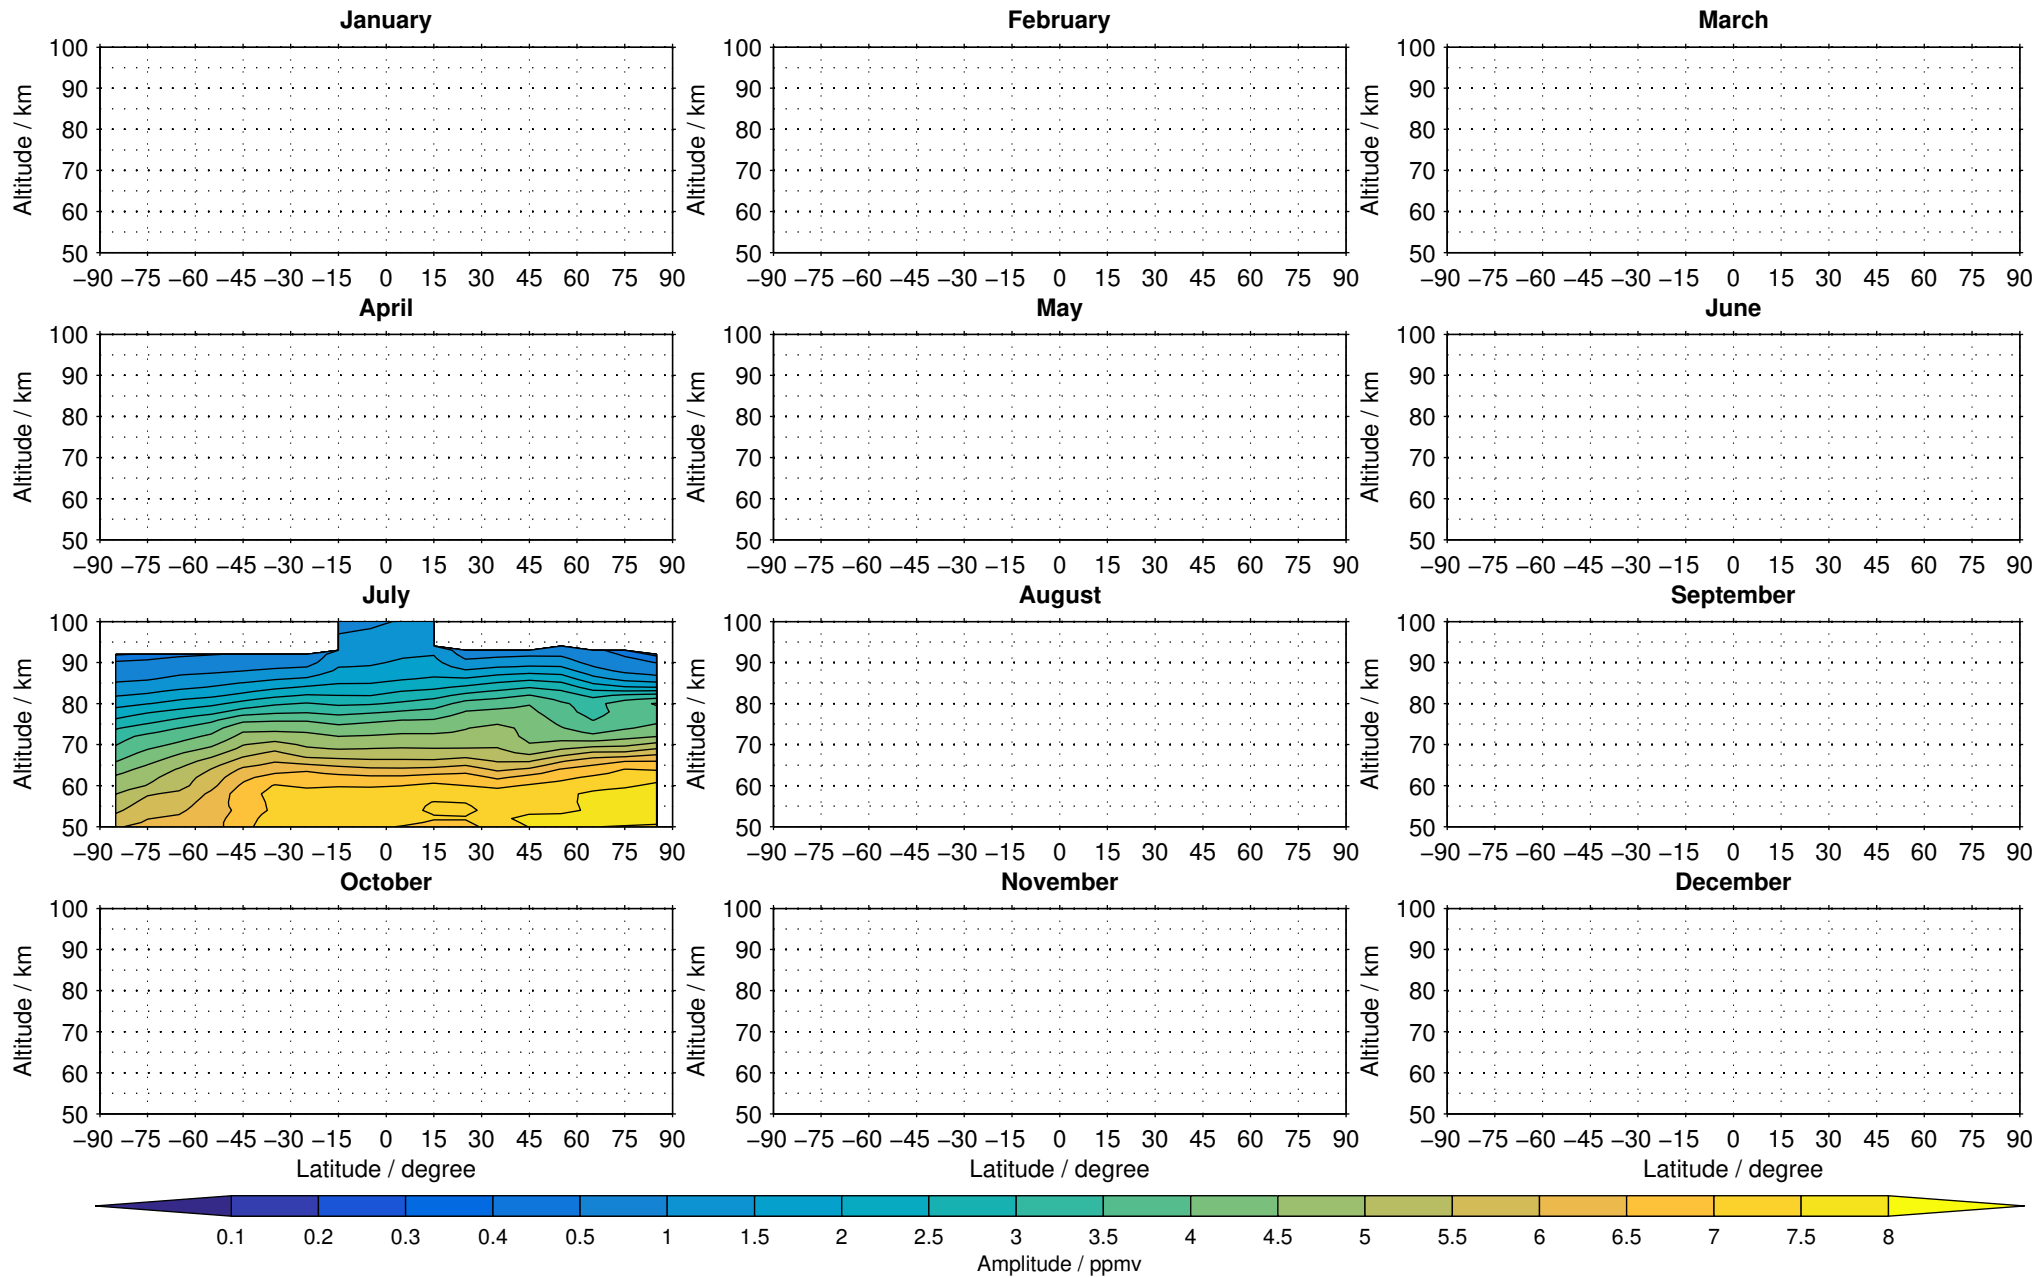 January February March
100 100 100
90 90 90
80 80 80
70 70 70
60 60 60
50 50 50
Altitude / km Altitude / km Altitude / km
−90 −75 −60 −45 −30 −15 0 15 30 45 60 75 90 −90 −75 −60 −45 −30 −15 0 15 30 45 60 75 90 −90 −75 −60 −45 −30 −15 0 15 30 45 60 75 90
April May June
100 100 100
90 90 90
80 80 80
70 70 70
60 60 60
50 50 50
Altitude / km Altitude / km Altitude / km
−90 −75 −60 −45 −30 −15 0 15 30 45 60 75 90 −90 −75 −60 −45 −30 −15 0 15 30 45 60 75 90 −90 −75 −60 −45 −30 −15 0 15 30 45 60 75 90
July August September
100 100 100
90 90 90
80 80 80
70 70 70
60 60 60
50 50 50
Altitude / km Altitude / km Altitude / km
−90 −75 −60 −45 −30 −15 0 15 30 45 60 75 90 −90 −75 −60 −45 −30 −15 0 15 30 45 60 75 90 −90 −75 −60 −45 −30 −15 0 15 30 45 60 75 90
October November December
100 100 100
90 90 90
80 80 80
70 70 70
60 60 60
50 50 50
Altitude / km Altitude / km Altitude / km
−90 −75 −60 −45 −30 −15 0 15 30 45 60 75 90 −90 −75 −60 −45 −30 −15 0 15 30 45 60 75 90 −90 −75 −60 −45 −30 −15 0 15 30 45 60 75 90
Latitude / degree Latitude / degree Latitude / degree
0.1 0.2 0.3 0.4 0.5 1 1.5 2 2.5 3 3.5 4 4.5 5 5.5 6 6.5 7 7.5 8
Amplitude / ppmv